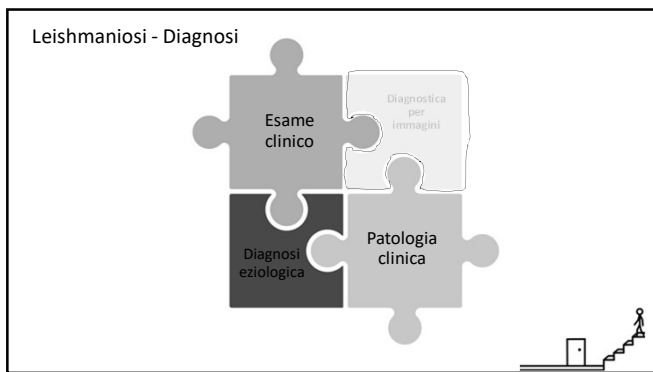 Leishmaniosi - Diagnosi
Esame
clinico
Diagnostica
per
immagini
Diagnosi
eziologica
Patologia
clinica